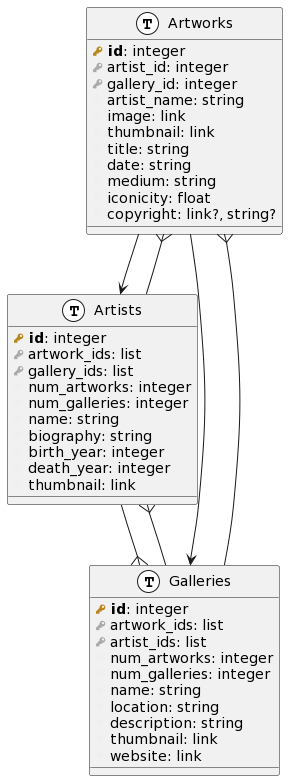 T Artworks
id: integer
artist_id: integer
gallery_id: integer
artist_name: string
image: link
thumbnail: link
title: string
date: string
medium: string
iconicity: float
copyright: link?, string?
T Artists
id: integer
artwork_ids: list
gallery_ids: list
num_artworks: integer
num_galleries: integer
name: string
biography: string
birth_year: integer
death_year: integer
thumbnail: link
T Galleries
id: integer
artwork_ids: list
artist_ids: list
num_artworks: integer
num_galleries: integer
name: string
location: string
description: string
thumbnail: link
website: link